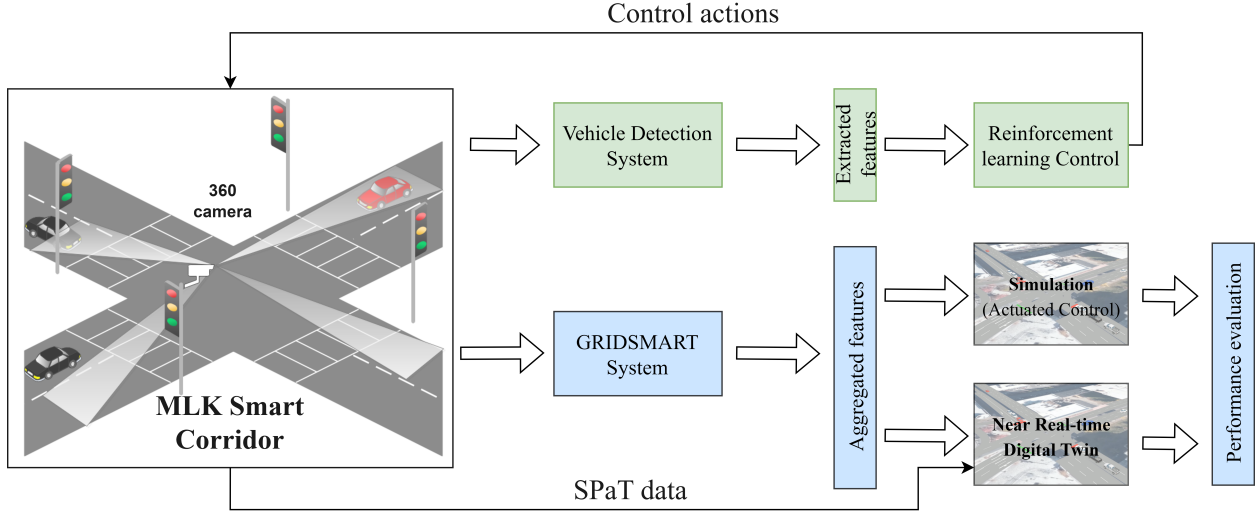 Control actions
360
camera
MLK Smart
Corridor
Vehicle Detection
System
Extracted
features
Reinforcement
learning Control
GRIDSMART
System
Aggregated features
Simulation
(Actuated Control)
Near Real-time
Digital Twin
Performance evaluation
SPaT data